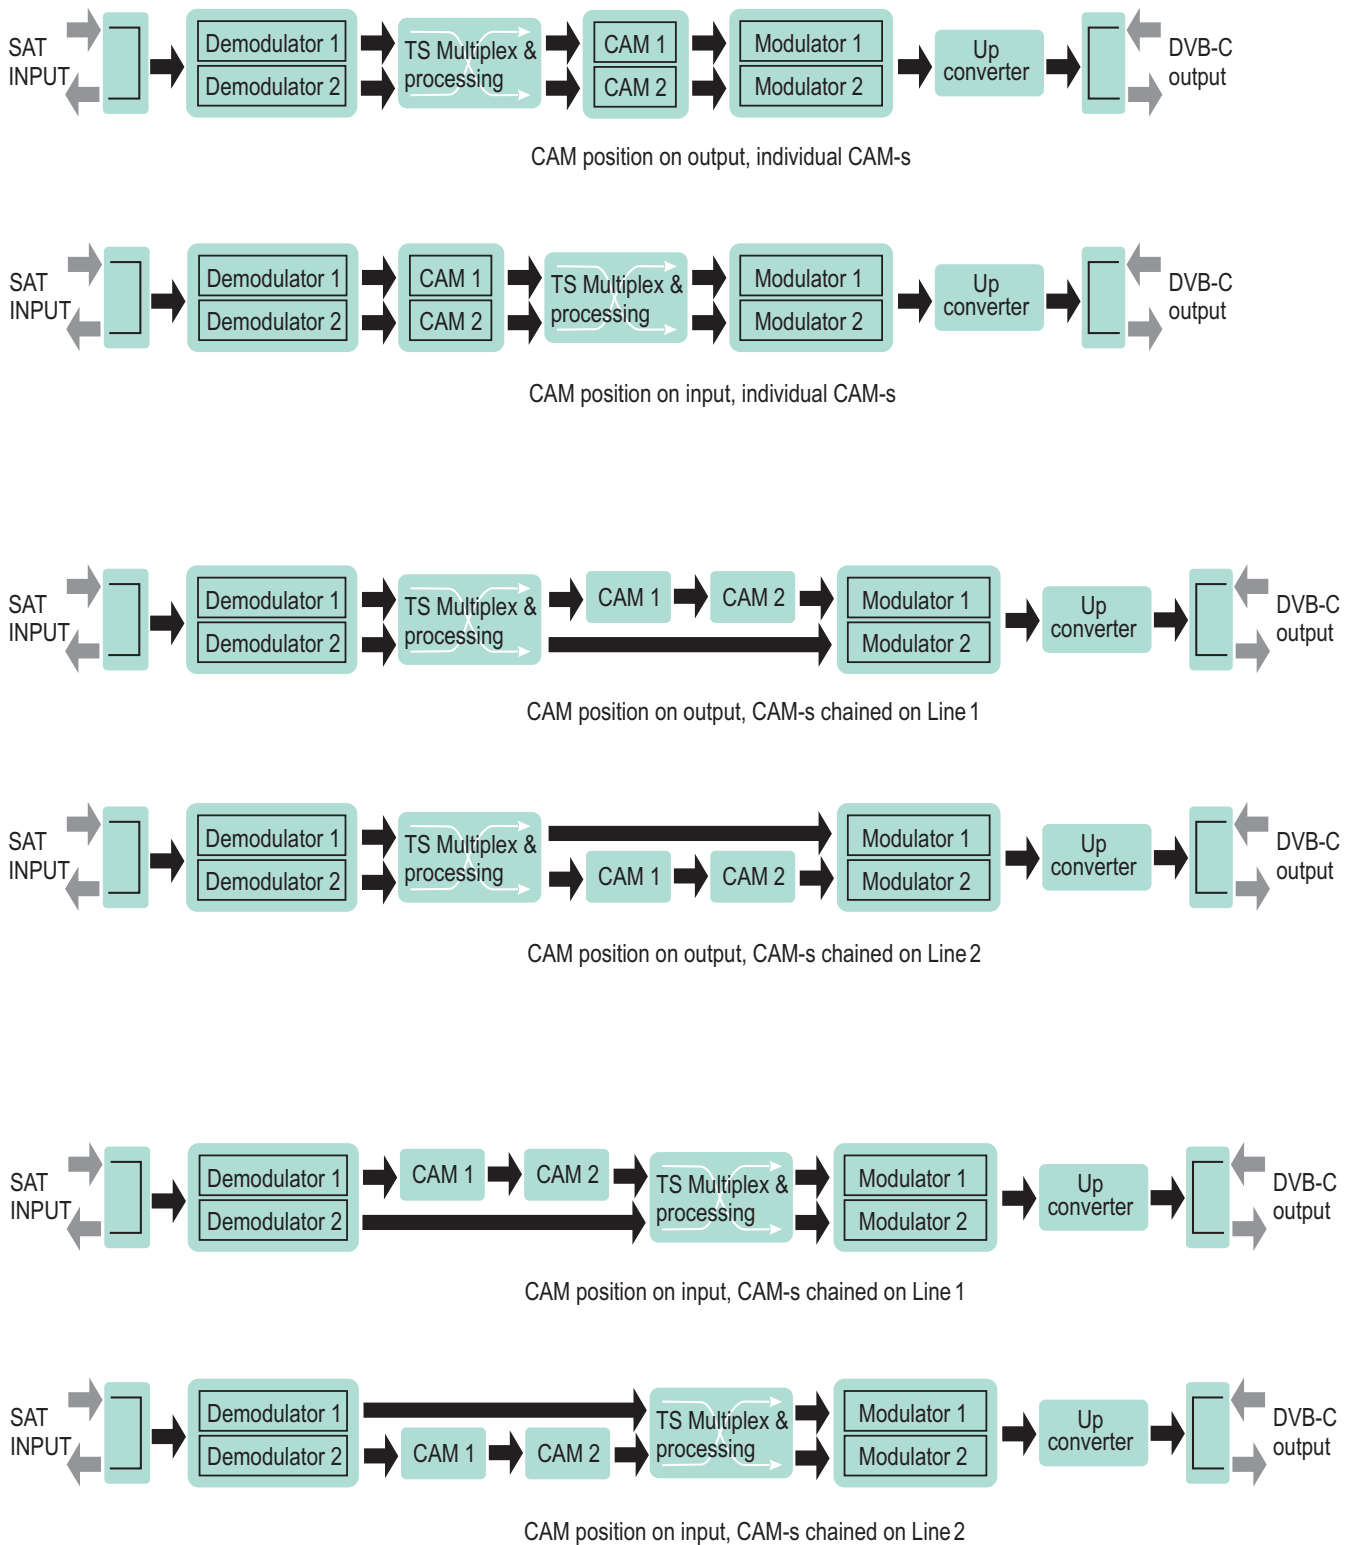 SAT
INPUT
Demodulator 1
Demodulator 2
TS Multiplex &
processing
CAM 1
CAM 2
Modulator 1
Modulator 2
Up
converter
DVB-C
output
CAM position on output, individual CAM-s
SAT
INPUT
Demodulator 1
Demodulator 2
CAM 1
CAM 2
TS Multiplex &
processing
Modulator 1
Modulator 2
Up
converter
DVB-C
output
CAM position on input, individual CAM-s
SAT
INPUT
Demodulator 1
Demodulator 2
TS Multiplex &
processing
CAM 1
CAM 2
Modulator 1
Modulator 2
Up
converter
DVB-C
output
CAM position on output, CAM-s chained on Line 1
SAT
INPUT
Demodulator 1
Demodulator 2
TS Multiplex &
processing
CAM 1
CAM 2
Modulator 1
Modulator 2
Up
converter
DVB-C
output
CAM position on output, CAM-s chained on Line 2
SAT
INPUT
Demodulator 1
Demodulator 2
CAM 1
CAM 2
TS Multiplex &
processing
Modulator 1
Modulator 2
Up
converter
DVB-C
output
CAM position on input, CAM-s chained on Line 1
SAT
INPUT
Demodulator 1
Demodulator 2
CAM 1
CAM 2
TS Multiplex &
processing
Modulator 1
Modulator 2
Up
converter
DVB-C
output
CAM position on input, CAM-s chained on Line 2